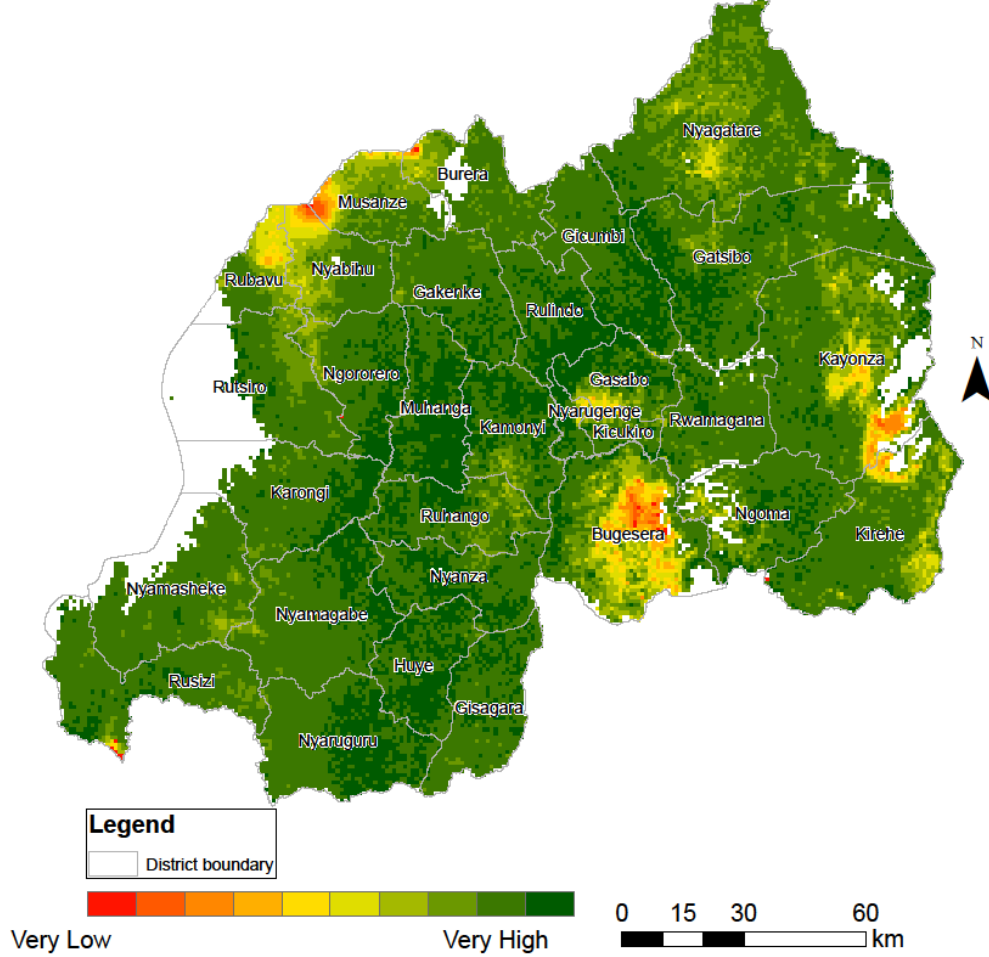 Nyagatare
Burera
Musanze
Gicumbi
Gatsibo
Nyabihu
Rubavu
Gakenke
Rulindo
Kayonza
N
Ngororero
Gasabo
Rutsiro
Muhanga
Nyarugenge
Kamonyi
Kicukiro
Rwamagana
Karongi
Ruhango
Ngoma
Bugesera
Kirehe
Nyanza
Nyamasheke
Nyamagabe
Huye
Rusizi
Gisagara
Nyaruguru
Legend
District boundary
Very Low
Very High
0 15 30 60
km